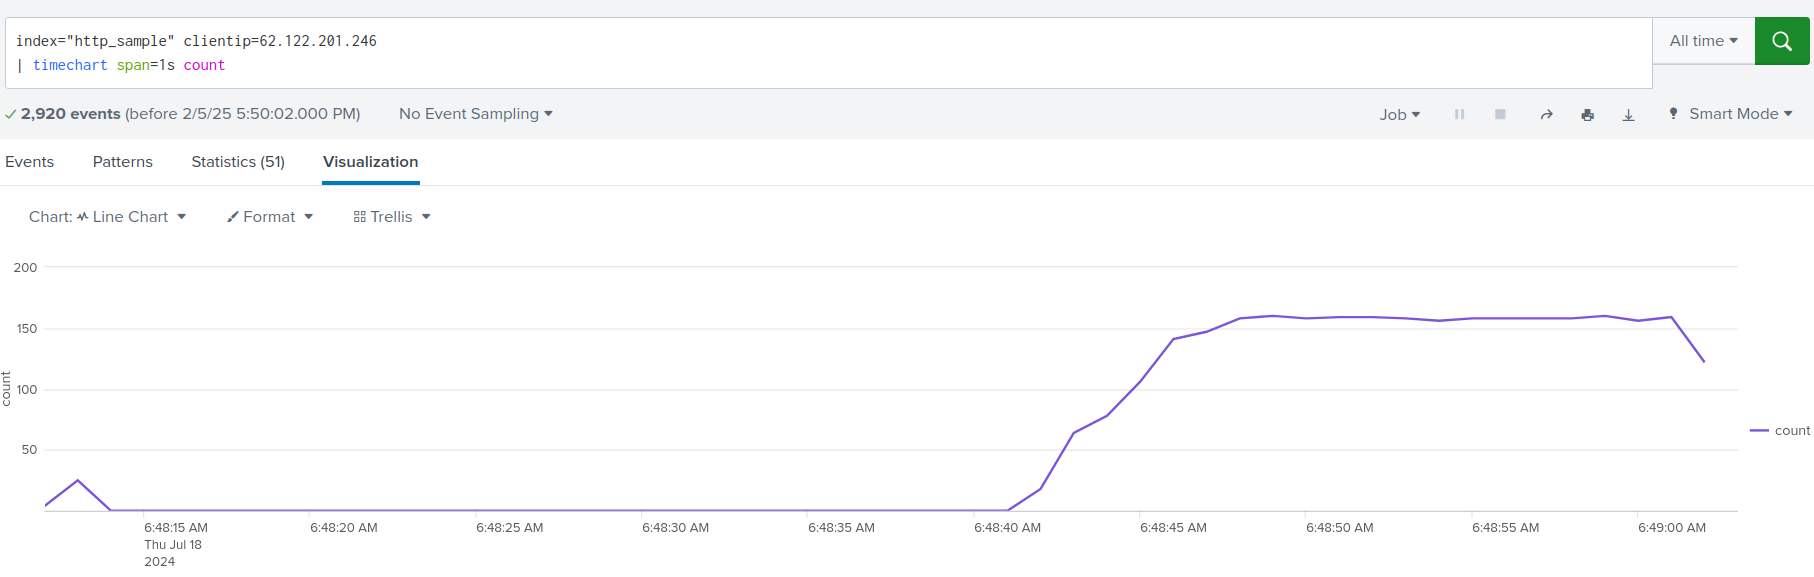 index="http_sample" clientip=62.122.201.246
| timechart span=1s count
All time
2,920 events (before 2/5/25 5:50:02.000 PM)
No Event Sampling
Job
Smart Mode
Events
Patterns
Statistics (51)
Visualization
Chart: Line Chart
Format
Trellis
200
150
100
50
count
count
6:48:15 AM
Thu Jul 18
2024
6:48:20 AM
6:48:25 AM
6:48:30 AM
6:48:35 AM
6:48:40 AM
6:48:45 AM
6:48:50 AM
6:48:55 AM
6:49:00 AM